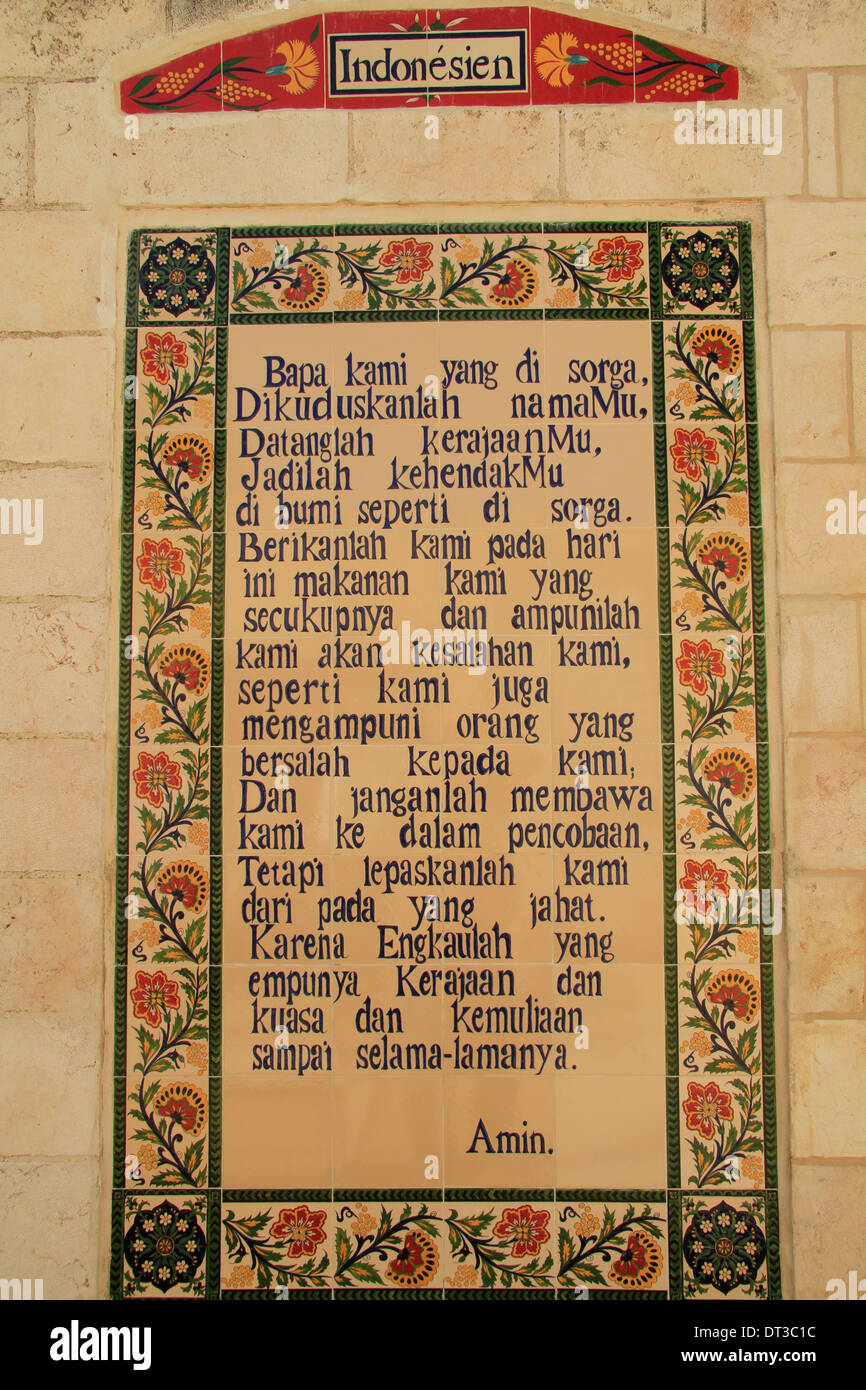 Indonésien
Bapa kami yang di sorga,
Dikuduskanlah namaMu,
Datanglah kerajaanMu,
Jadilah kehendakMu
di bumi seperti di sorga.
Berikanlah kami pada hari
ini makanan kami yang
secukupnya dan ampunilah
kami akan kesalahan kami,
seperti kami juga
mengampuni orang yang
bersalah kepada kami;
Dan janganlah membawa
kami ke dalam pencobaan,
Tetapi lepaskanlah kami
dari pada yang jahat.
Karena Engkaulah yang
empunya Kerajaan dan
kuasa dan kemuliaan
sampai selama-lamanya.
Amin.
alamy
Image ID: DT3C1C
www.alamy.com